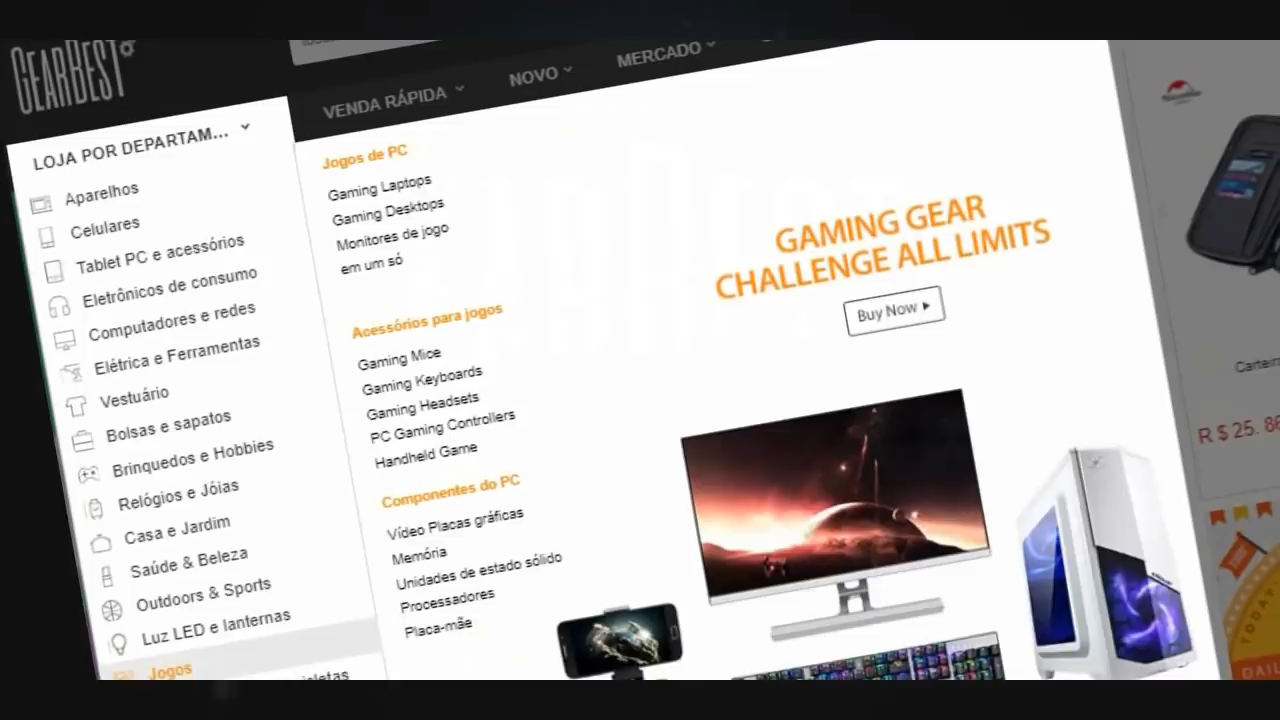 GEARBEST
VENDA RÁPIDA
NOVO
MERCADO
LOJA POR DEPARTAM...
Aparelhos
Celulares
Tablet PC e acessórios
Eletrônicos de consumo
Computadores e redes
Elétrica e Ferramentas
Vestuário
Bolsas e sapatos
Brinquedos e Hobbies
Relógios e Jóias
Casa e Jardim
Saúde & Beleza
Outdoors & Sports
Luz LED e lanternas
Jogos
Jogos de PC
Gaming Laptops
Gaming Desktops
Monitores de jogo
em um só
Acessórios para jogos
Gaming Mice
Gaming Keyboards
Gaming Headsets
PC Gaming Controllers
Handheld Game
Componentes do PC
Vídeo Placas gráficas
Memória
Unidades de estado sólido
Processadores
Placa-mãe
GAMING GEAR
CHALLENGE ALL LIMITS
Buy Now
R $ 25. 86
TODAY
DAIL